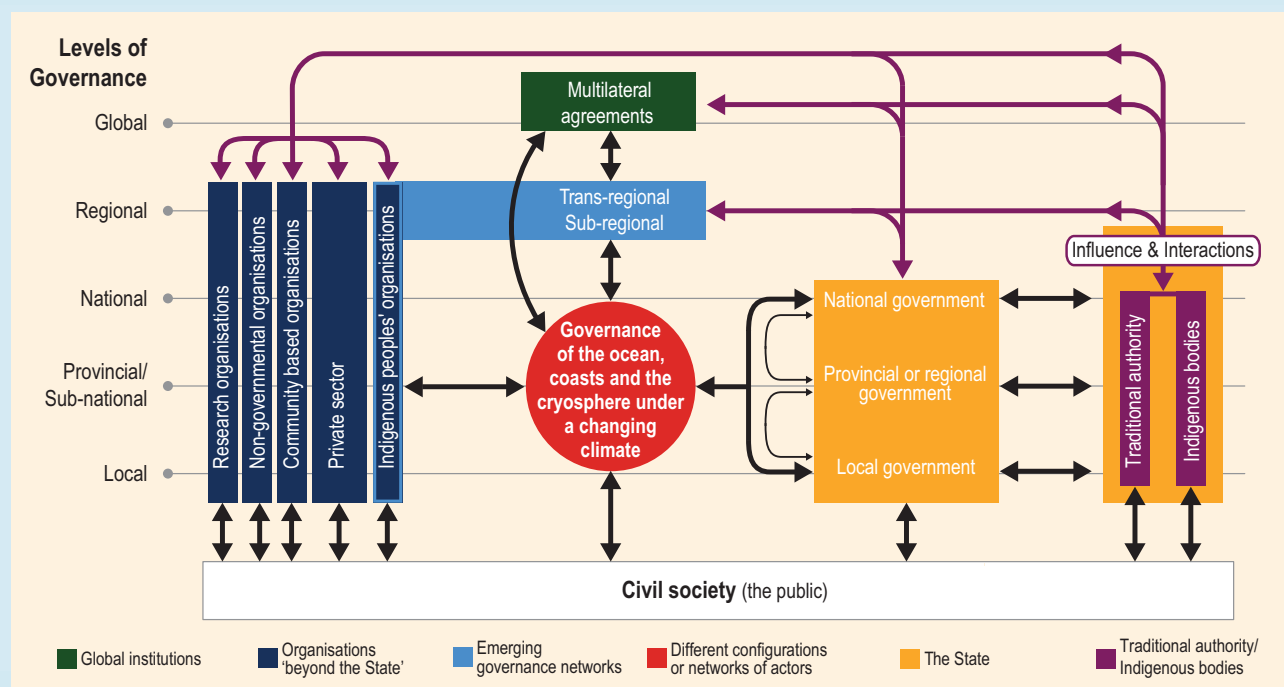 Levels of
Governance
Global
Regional
National
Provincial/
Sub-national
Local
Multilateral
agreements
Trans-regional
Sub-regional
Research organisations
Non-governmental organisations
Community based organisations
Private sector
Indigenous peoples' organisations
Governance
of the ocean,
coasts and the
cryosphere under
a changing
climate
National government
Provincial or regional
government
Local government
Influence & Interactions
Traditional authority
Indigenous bodies
Civil society (the public)
Global institutions
Organisations
‘beyond the State’
Emerging
governance networks
Different configurations
or networks of actors
The State
Traditional authority/
Indigenous bodies